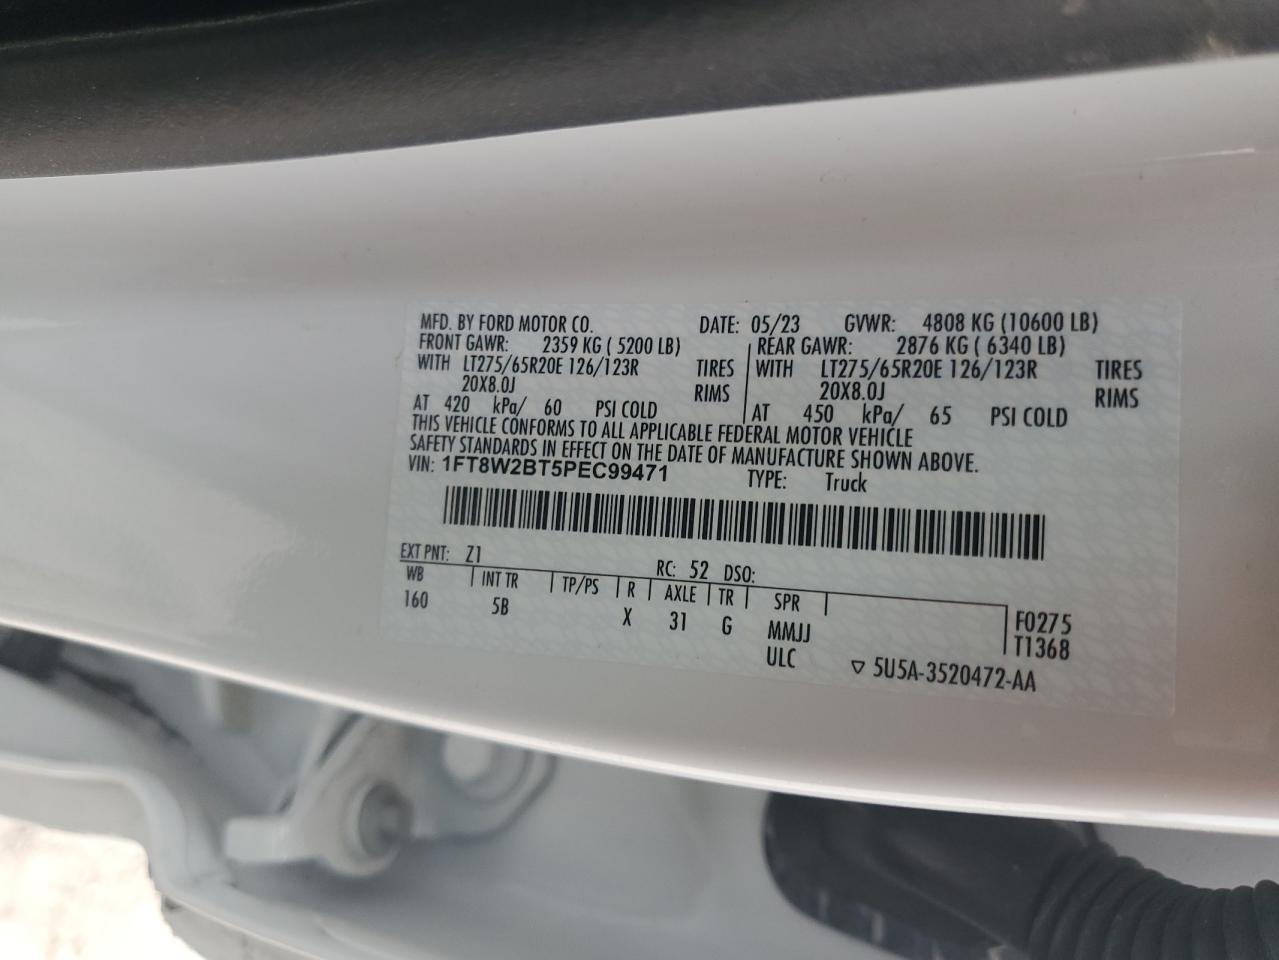 MFD. BY FORD MOTOR CO. DATE: 05/23 GVWR: 4808 KG (10600 LB)
FRONT GAWR: 2359 KG ( 5200 LB) REAR GAWR: 2876 KG ( 6340 LB)
WITH LT275/65R20E 126/123R TIRES WITH LT275/65R20E 126/123R TIRES
20X8.0J RIMS 20X8.0J RIMS
AT 420 kPa/ 60 PSI COLD AT 450 kPa/ 65 PSI COLD
THIS VEHICLE CONFORMS TO ALL APPLICABLE FEDERAL MOTOR VEHICLE
SAFETY STANDARDS IN EFFECT ON THE DATE OF MANUFACTURE SHOWN ABOVE.
VIN: 1FT8W2BT5PEC99471 TYPE: Truck
EXT PNT: Z1 RC: 52 DSO:
WB INT TR TP/PS R AXLE TR SPR
160 5B X 31 G MMJJ F0275
ULC T1368
▽ 5U5A-3520472-AA